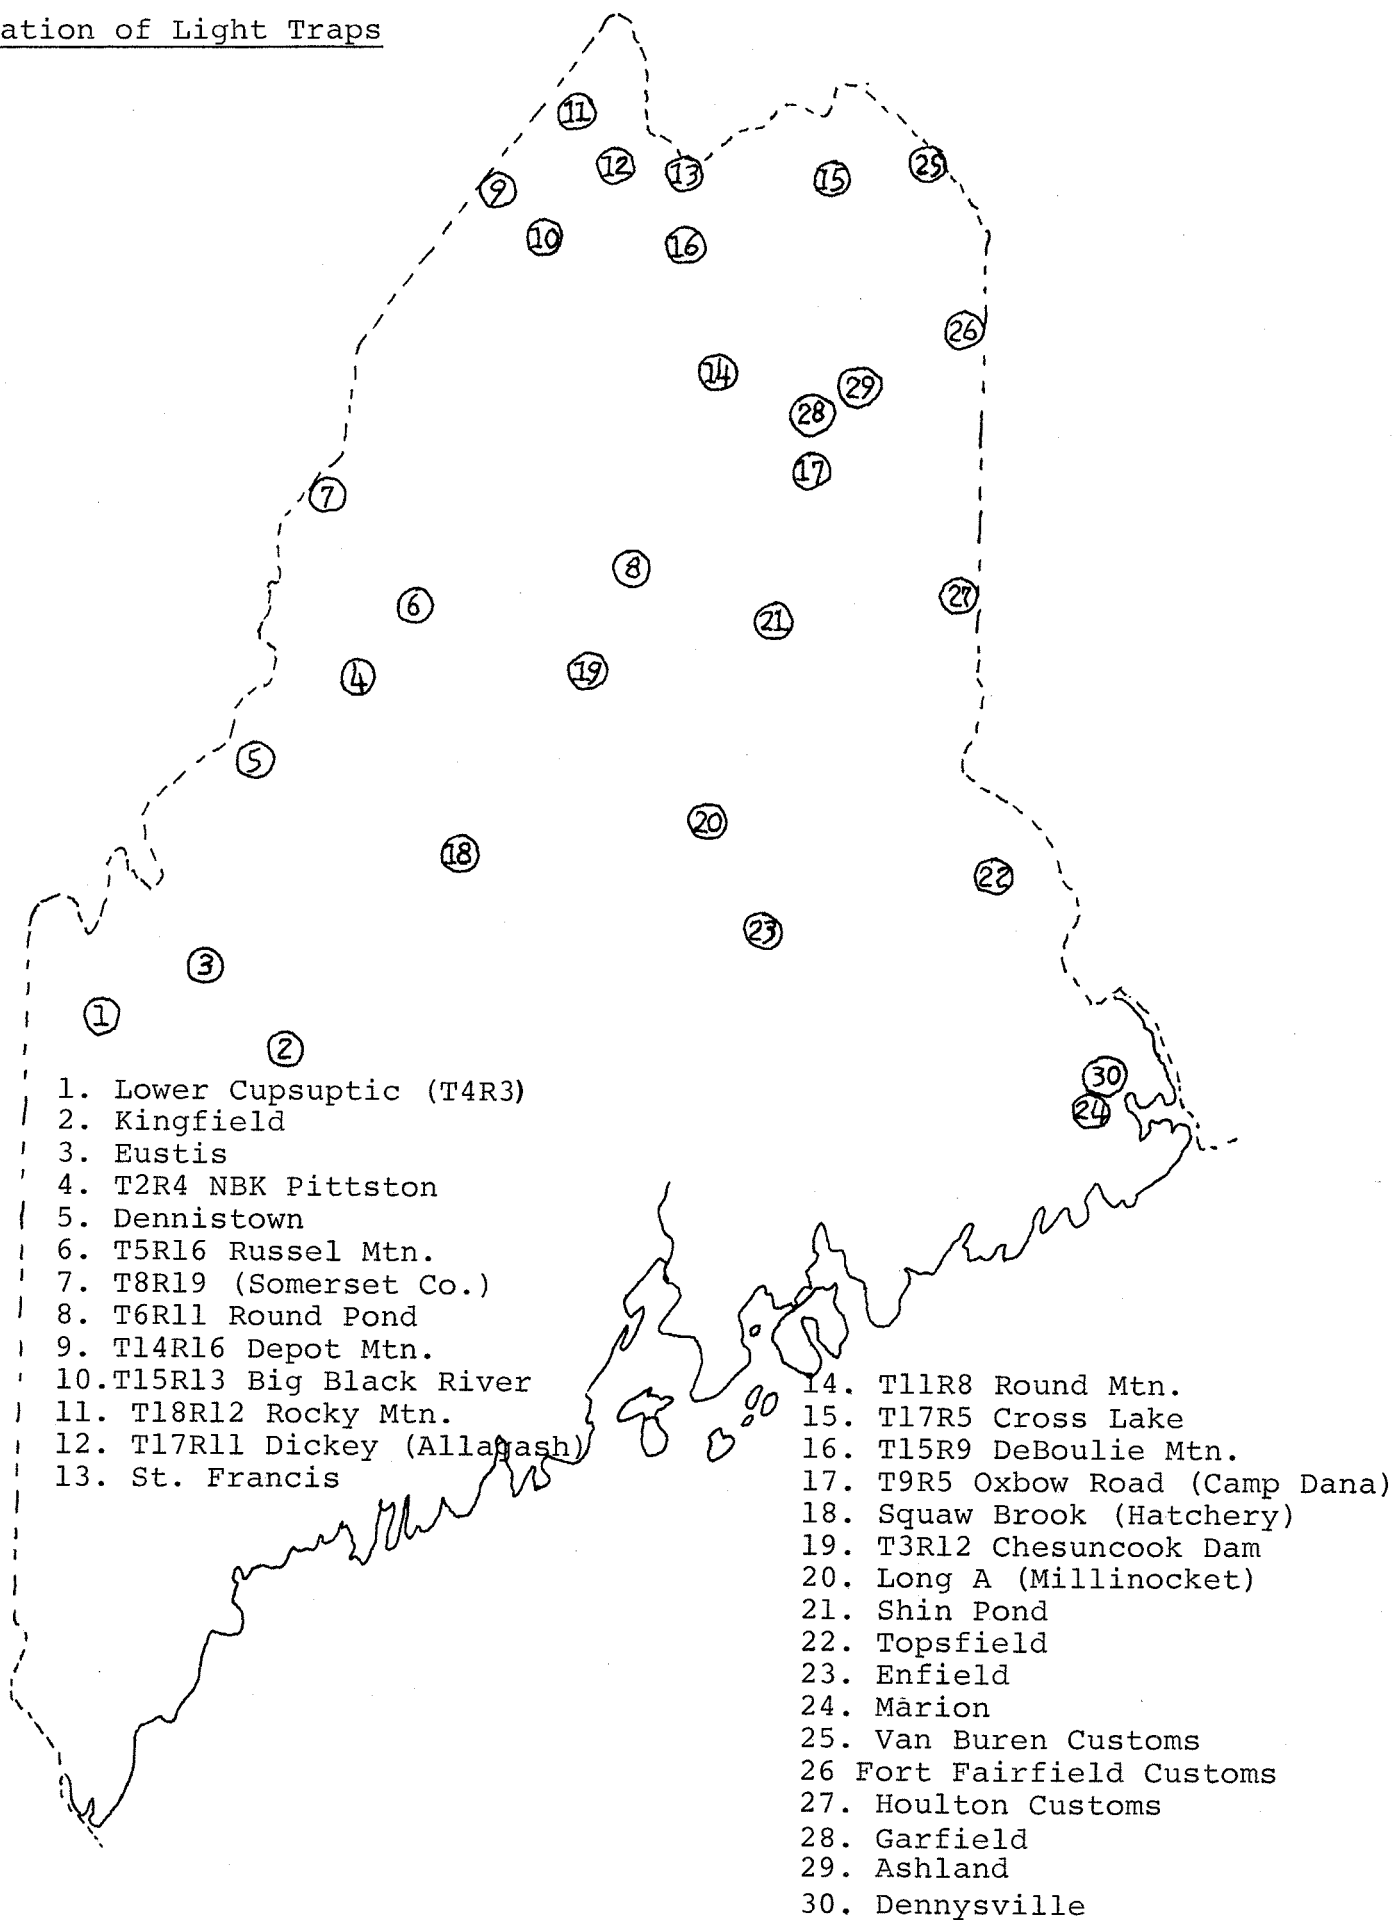 ation of Light Traps
11
12
13
15
25
9
10
16
26
14
29
28
17
7
8
6
27
21
19
4
5
20
18
22
23
3
1
2
30
24
1. Lower Cupsuptic (T4R3)
2. Kingfield
3. Eustis
4. T2R4 NBK Pittston
5. Dennistown
6. T5R16 Russel Mtn.
7. T8R19 (Somerset Co.)
8. T6R11 Round Pond
9. T14R16 Depot Mtn.
10.T15R13 Big Black River
11. T18R12 Rocky Mtn.
12. T17R11 Dickey (Allagash)
13. St. Francis
14. T11R8 Round Mtn.
15. T17R5 Cross Lake
16. T15R9 DeBoulie Mtn.
17. T9R5 Oxbow Road (Camp Dana)
18. Squaw Brook (Hatchery)
19. T3R12 Chesuncook Dam
20. Long A (Millinocket)
21. Shin Pond
22. Topsfield
23. Enfield
24. Marion
25. Van Buren Customs
26 Fort Fairfield Customs
27. Houlton Customs
28. Garfield
29. Ashland
30. Dennysville